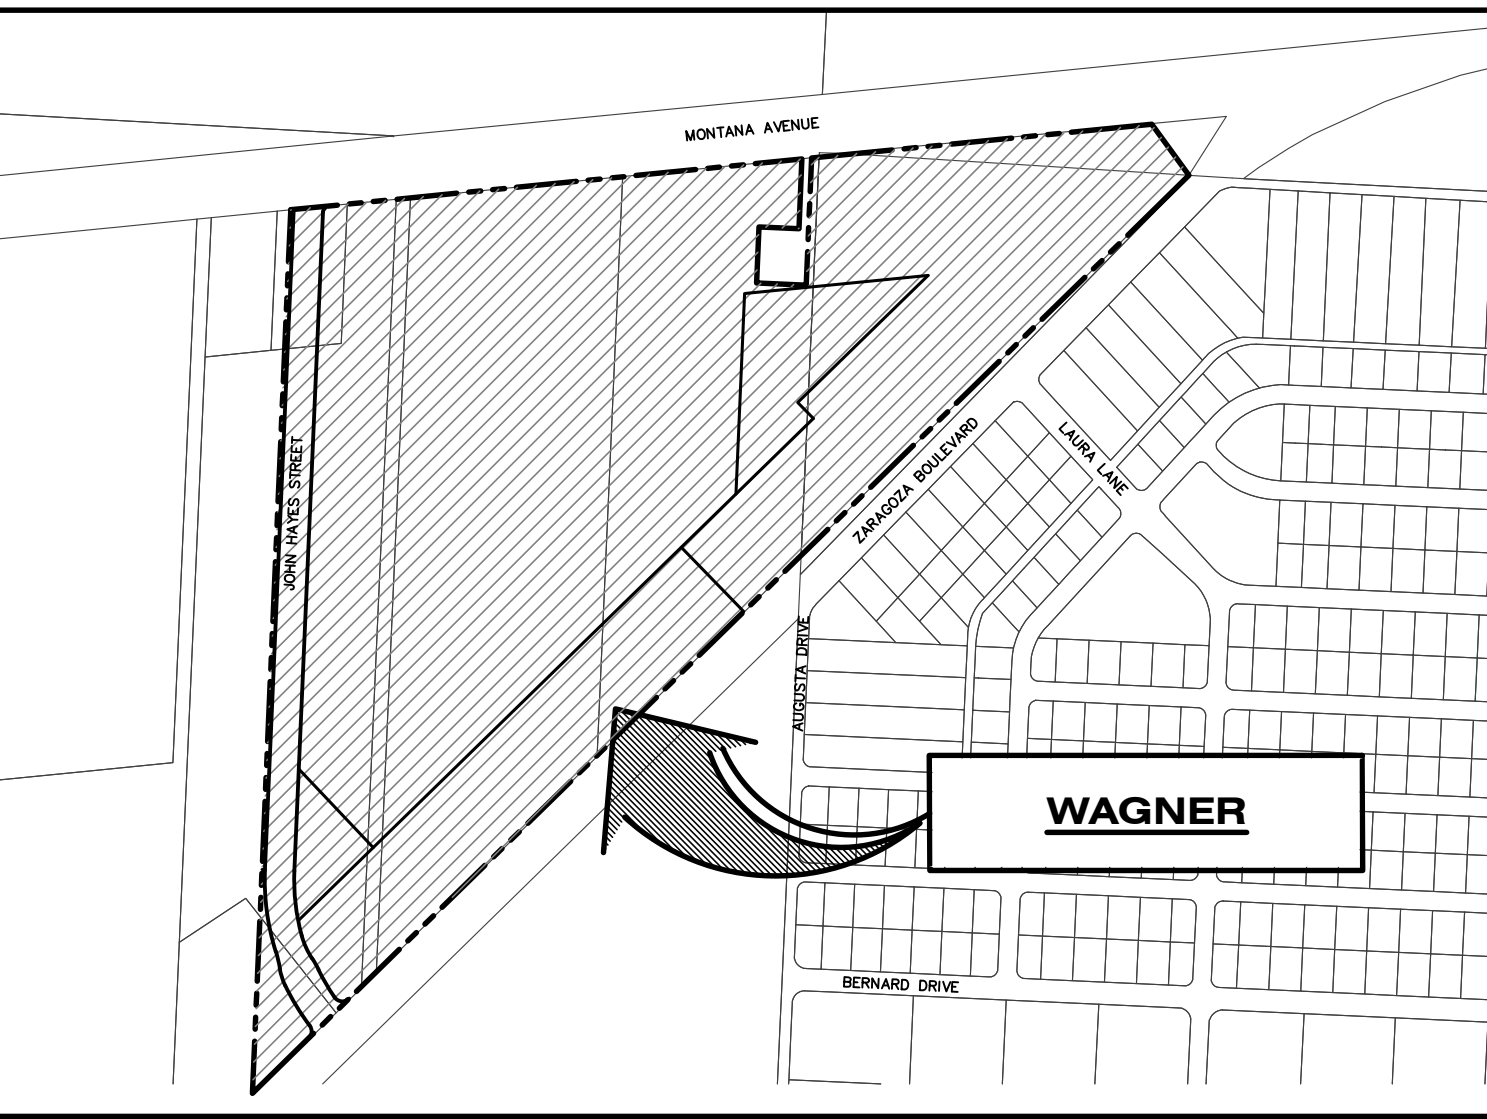 MONTANA AVENUE
JOHN HAYES STREET
ZARAGOZA BOULEVARD
LAURA LANE
AUGUSTA DRIVE
WAGNER
BERNARD DRIVE